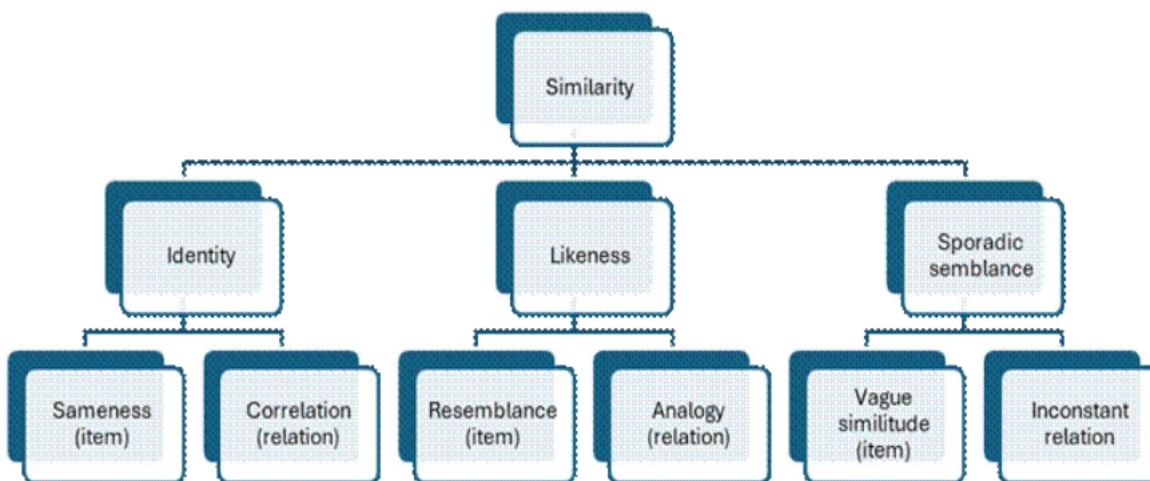 Similarity
Identity
Likeness
Sporadic
semblance
Sameness
(item)
Correlation
(relation)
Resemblance
(item)
Analogy
(relation)
Vague
similitude
(item)
Inconstant
relation